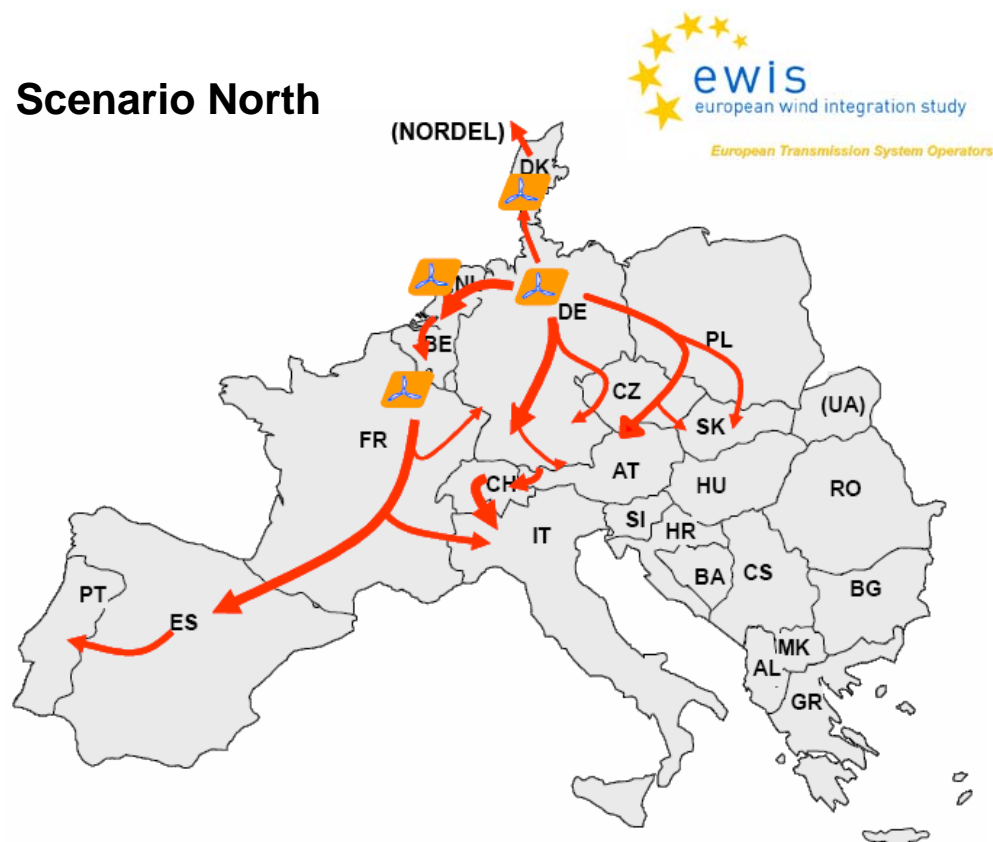 ewis
european wind integration study
European Transmission System Operators
Scenario North
(NORDEL)
DK
NL
DE
BE
PL
CZ
(UA)
FR
SK
CH
AT
HU
RO
IT
SI
HR
PT
BA
CS
BG
ES
MK
AL
GR